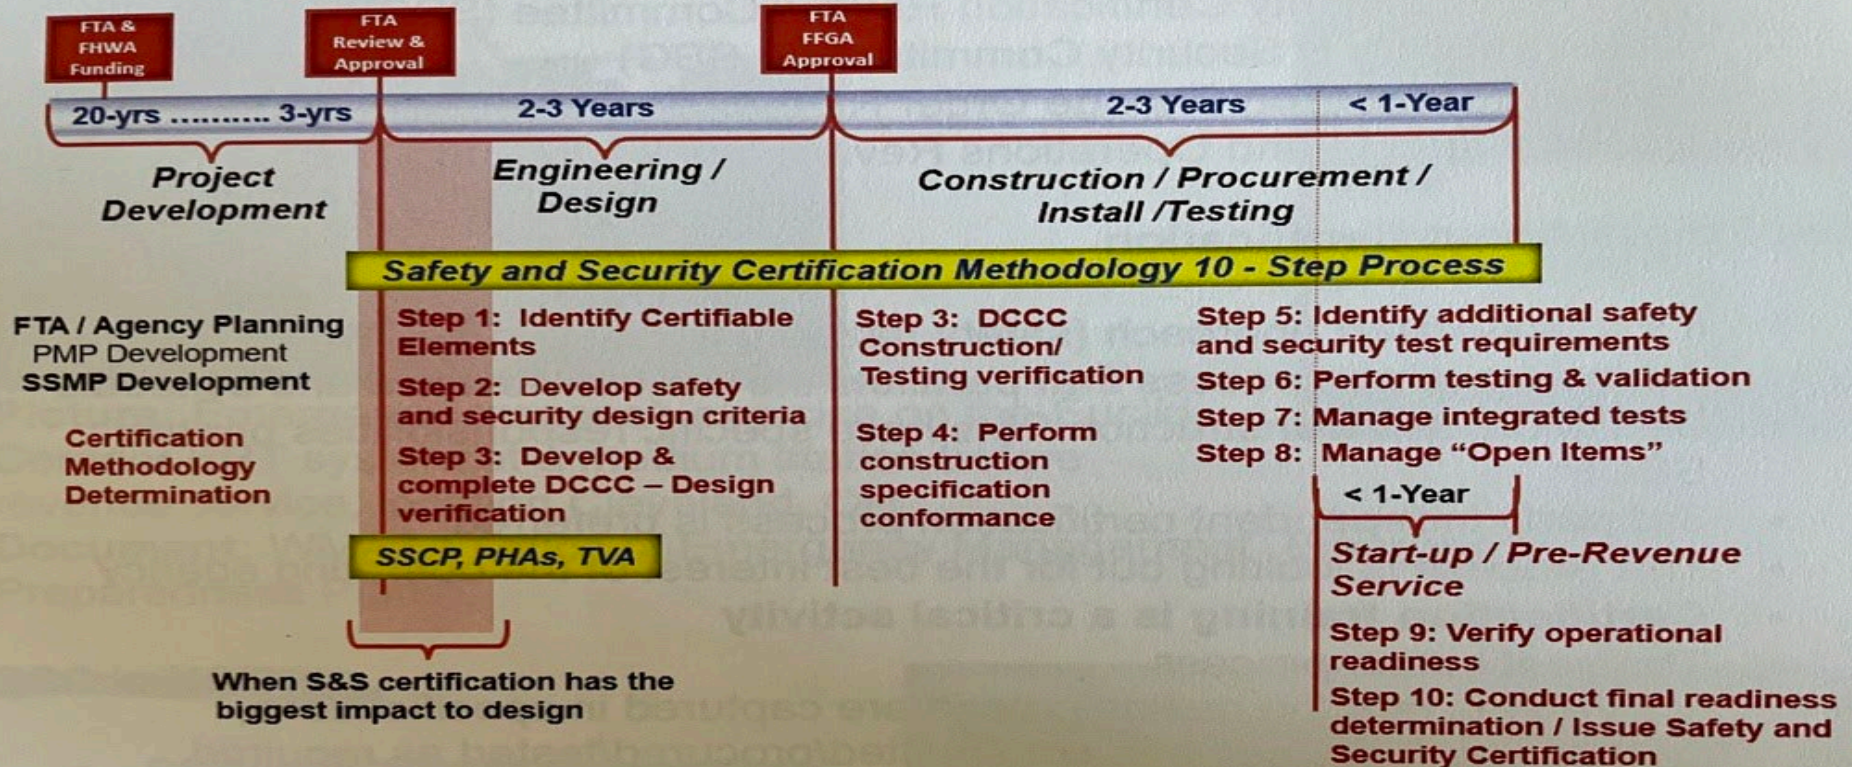 FTA &
FHWA
Funding
FTA
Review &
Approval
FTA
FFGA
Approval
20-yrs .......... 3-yrs
2-3 Years
2-3 Years
< 1-Year
Project
Development
Engineering /
Design
Construction / Procurement /
Install /Testing
Safety and Security Certification Methodology 10 - Step Process
FTA / Agency Planning
PMP Development
SSMP Development
Certification
Methodology
Determination
Step 1: Identify Certifiable
Elements
Step 2: Develop safety
and security design criteria
Step 3: Develop &
complete DCCC – Design
verification
SSCP, PHAs, TVA
When S&S certification has the
biggest impact to design
Step 3: DCCC
Construction/
Testing verification
Step 4: Perform
construction
specification
conformance
Step 5: Identify additional safety
and security test requirements
Step 6: Perform testing & validation
Step 7: Manage integrated tests
Step 8: Manage “Open Items”
< 1-Year
Start-up / Pre-Revenue
Service
Step 9: Verify operational
readiness
Step 10: Conduct final readiness
determination / Issue Safety and
Security Certification